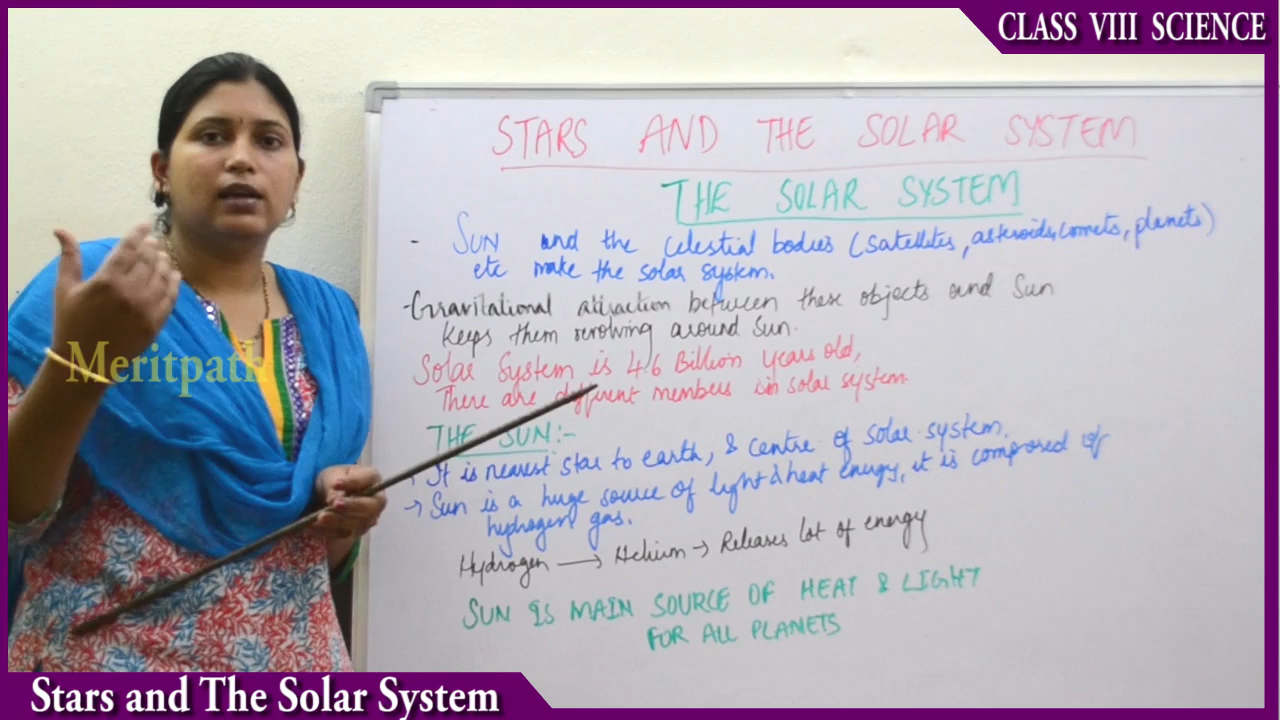 CLASS VIII SCIENCE
STARS AND THE SOLAR SYSTEM
THE SOLAR SYSTEM
- SUN and the celestial bodies (satellites, asteroids, comets, planets)
etc make the solar system.
- Gravitational attraction between these objects and Sun
keeps them revolving around Sun.
Solar System is 4.6 Billion years old,
There are different members in solar system.
THE SUN:-
→ It is nearest star to earth, & centre of solar system.
→ Sun is a huge source of light & heat energy, it is composed of
hydrogen gas.
Hydrogen → Helium → Releases lot of energy
SUN IS MAIN SOURCE OF HEAT & LIGHT
FOR ALL PLANETS
Meritpath
Stars and The Solar System